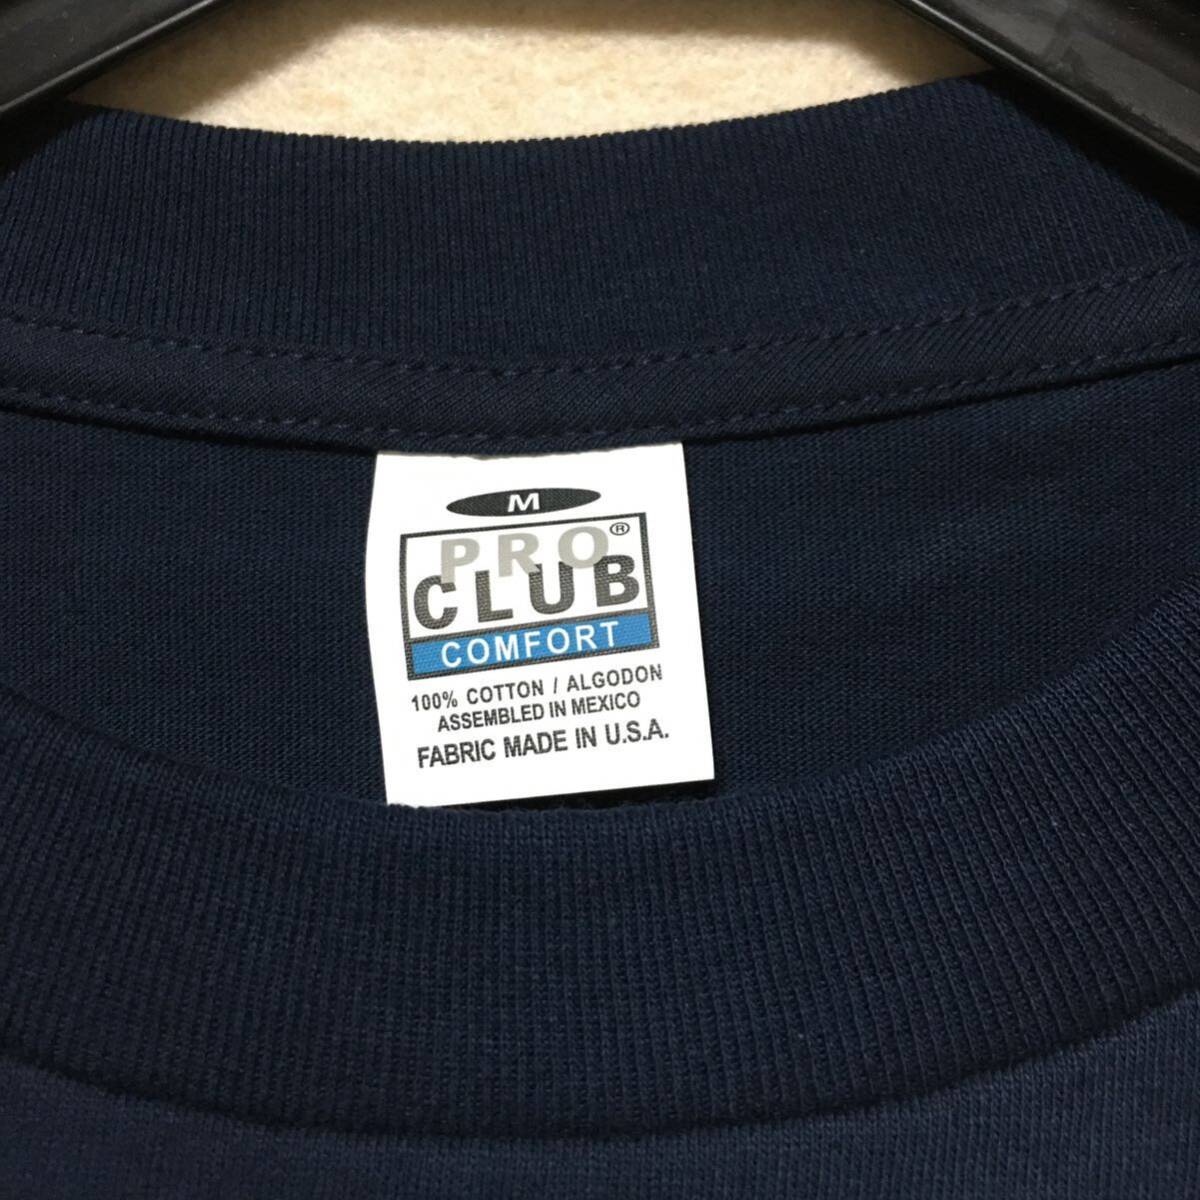 M
PRO®
CLUB
COMFORT
100% COTTON / ALGODON
ASSEMBLED IN MEXICO
FABRIC MADE IN U.S.A.